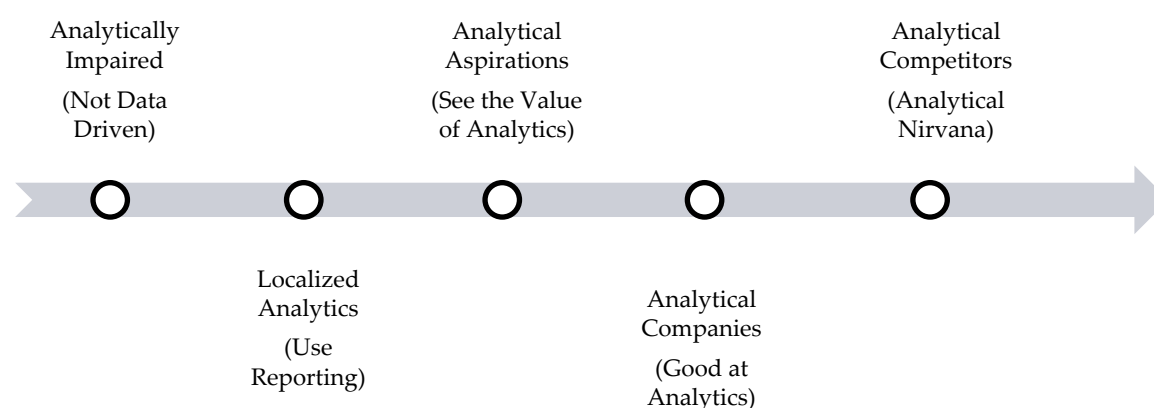 Analytically
Impaired
(Not Data
Driven)
Localized
Analytics
(Use
Reporting)
Analytical
Aspirations
(See the Value
of Analytics)
Analytical
Companies
(Good at
Analytics)
Analytical
Competitors
(Analytical
Nirvana)